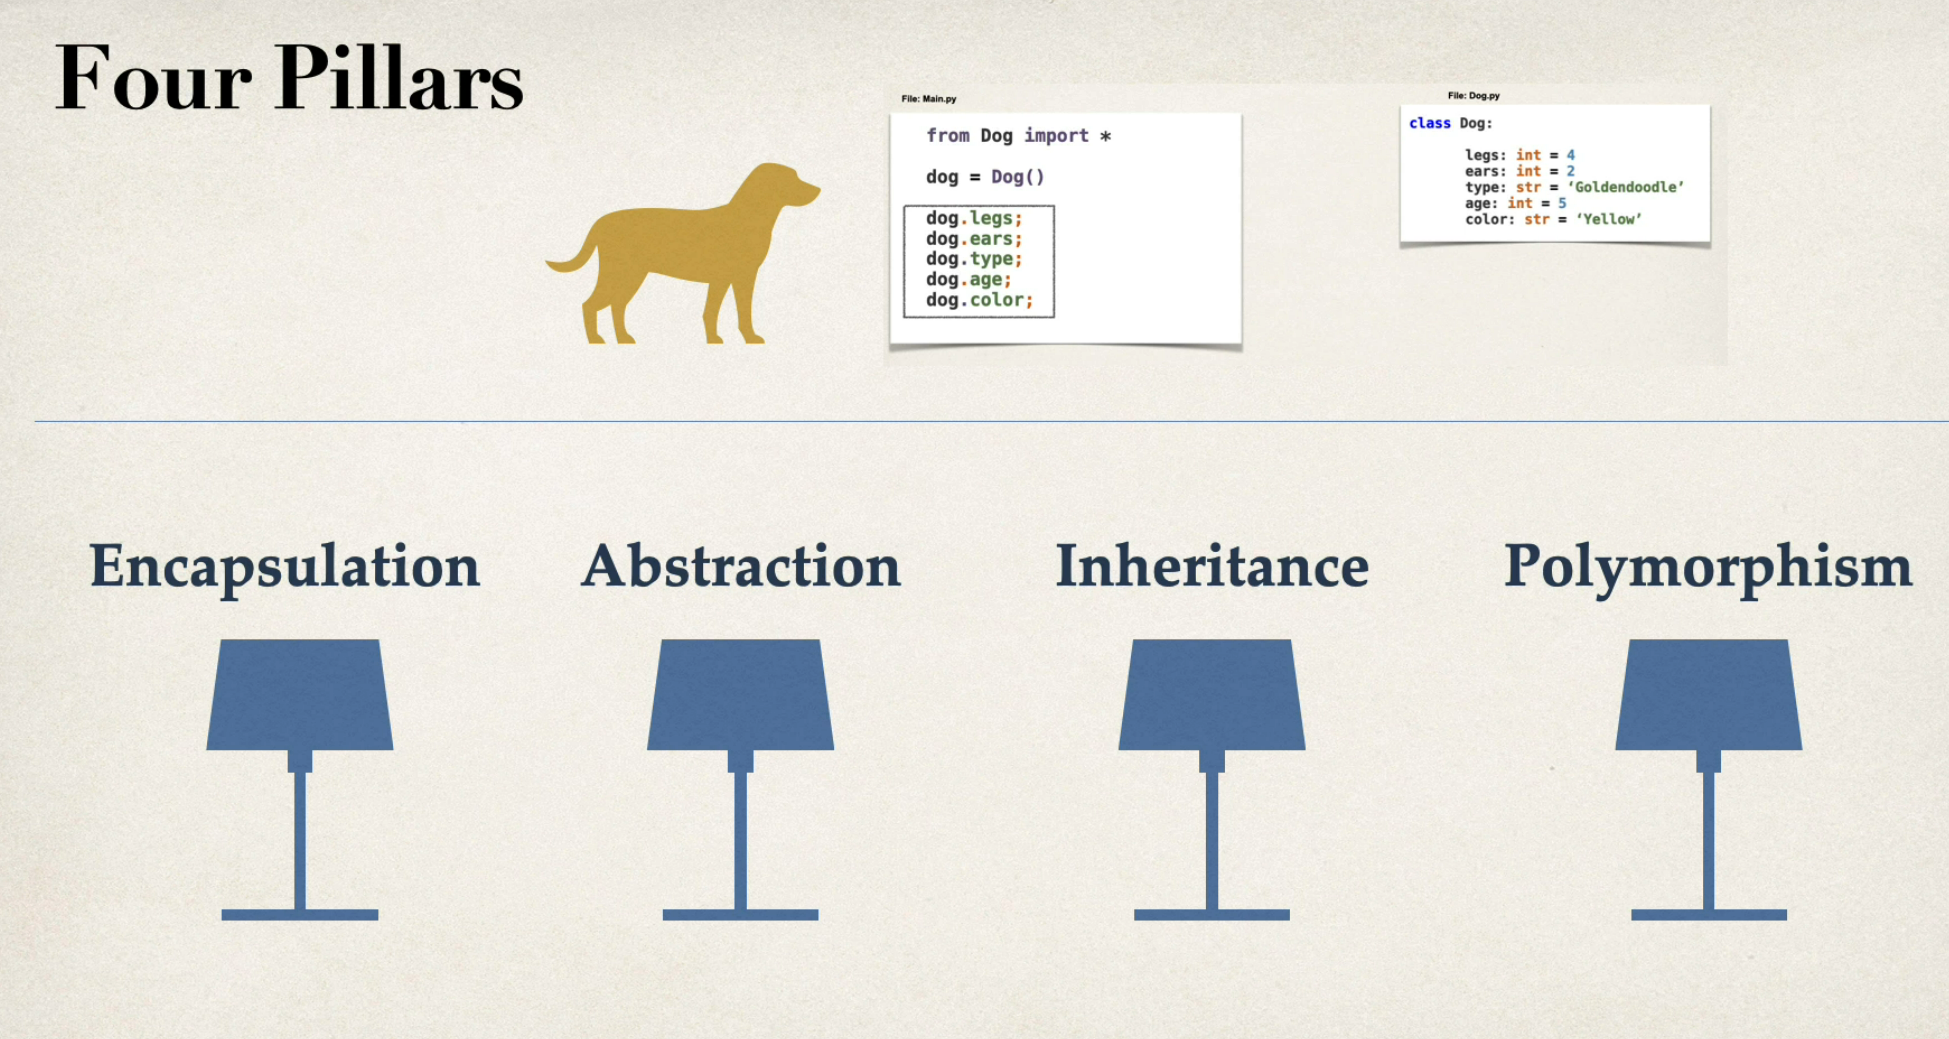 Four Pillars
File: Main.py
from Dog import *
dog = Dog()
dog.legs;
dog.ears;
dog.type;
dog.age;
dog.color;
File: Dog.py
class Dog:
legs: int = 4
ears: int = 2
type: str = ‘Goldendoodle’
age: int = 5
color: str = ‘Yellow’
Encapsulation
Abstraction
Inheritance
Polymorphism